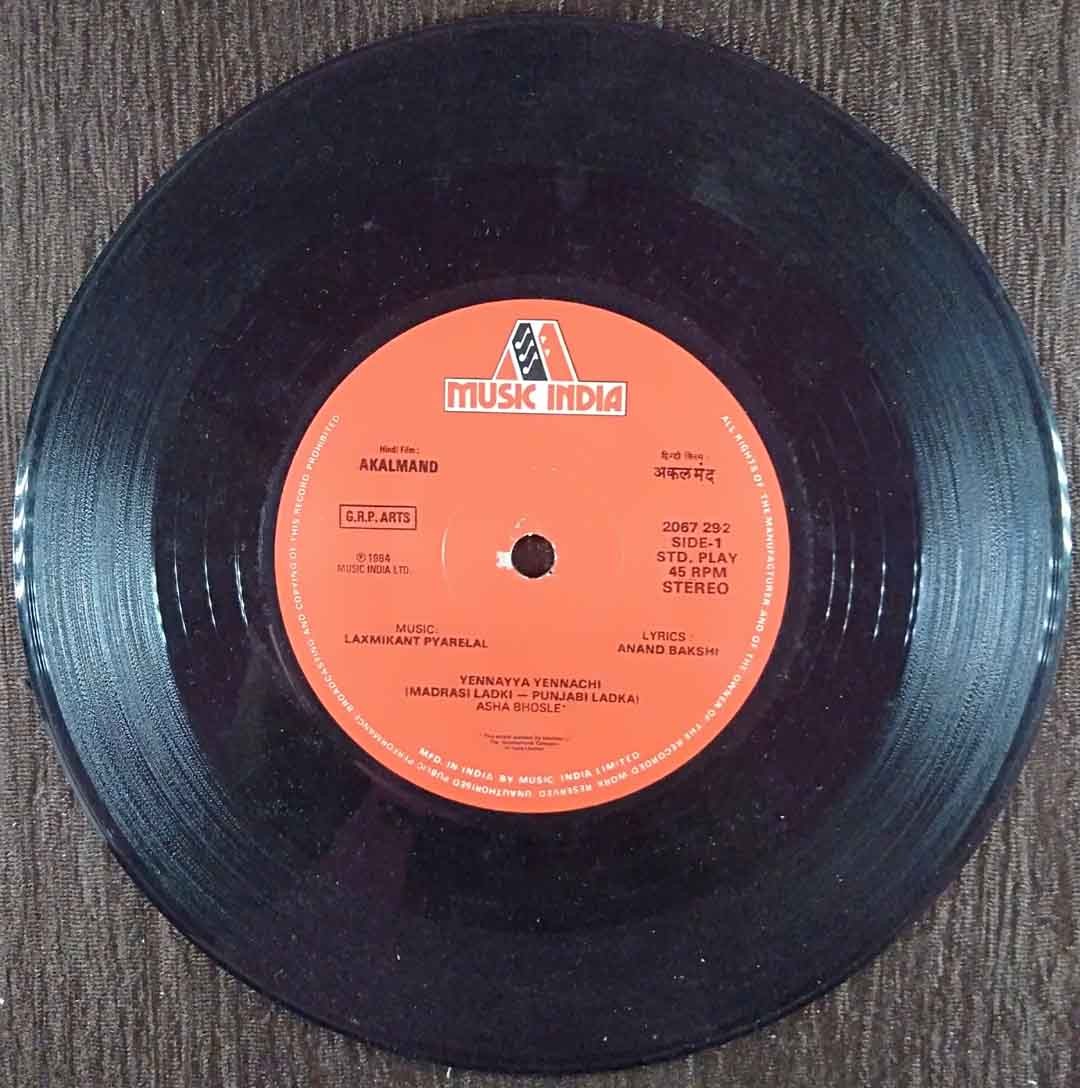 MUSIC INDIA
Hindi Film:
AKALMAND
हिन्दी फिल्म :
अकलमंद
G.R.P. ARTS
℗ 1984
MUSIC INDIA LTD.
2067 292
SIDE-1
STD. PLAY
45 RPM
STEREO
MUSIC:
LAXMIKANT PYARELAL
LYRICS :
ANAND BAKSHI
YENNAYYA YENNACHI
(MADRASI LADKI — PUNJABI LADKA)
ASHA BHOSLE*
MFD. IN INDIA BY MUSIC INDIA LIMITED
ALL RIGHTS OF THE MANUFACTURER AND OF THE OWNER OF THE RECORDED WORK RESERVED UNAUTHORISED PUBLIC PERFORMANCE BROADCASTING AND COPYING OF THIS RECORD PROHIBITED